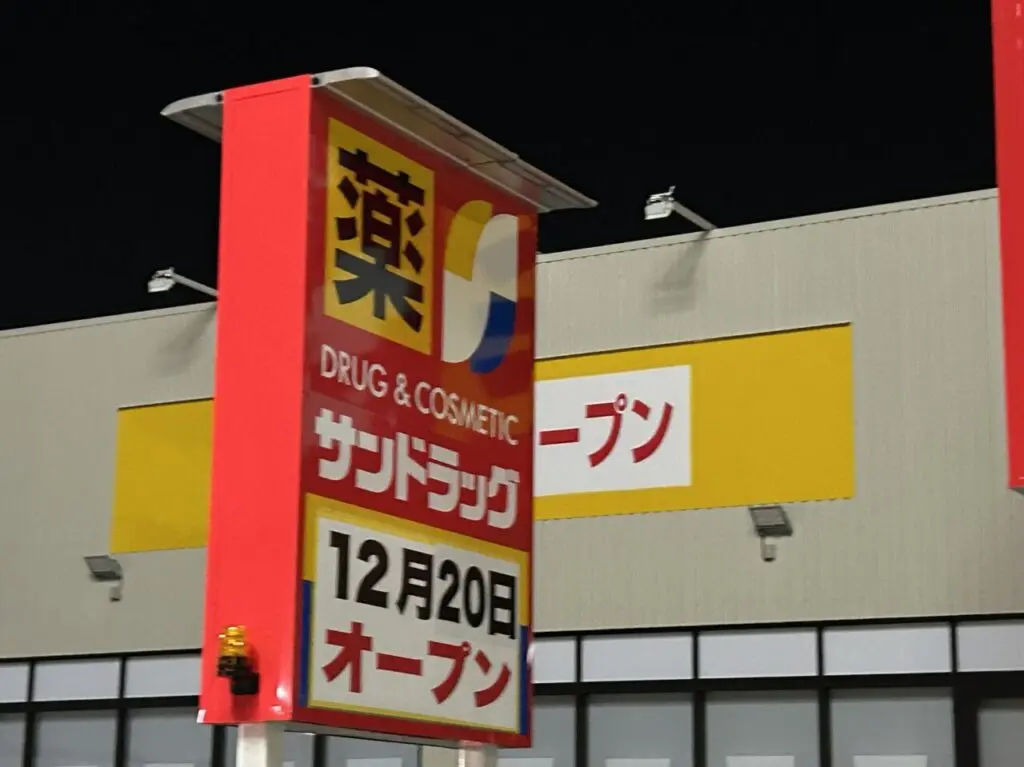 薬
DRUG & COSMETIC
サンドラッグ
12月20日
オープン
ープン